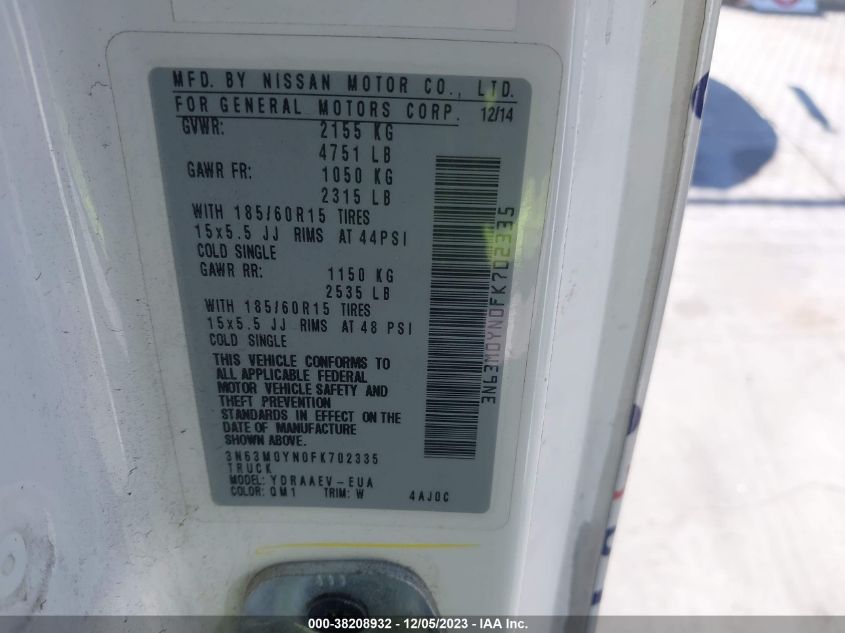 MFD. BY NISSAN MOTOR CO., LTD.
FOR GENERAL MOTORS CORP. 12/14
GVWR: 2155 KG
4751 LB
GAWR FR: 1050 KG
2315 LB
WITH 185/60R15 TIRES
15x5.5 JJ RIMS AT 44PSI
COLD SINGLE
GAWR RR: 1150 KG
2535 LB
WITH 185/60R15 TIRES
15x5.5 JJ RIMS AT 48 PSI
COLD SINGLE
THIS VEHICLE CONFORMS TO
ALL APPLICABLE FEDERAL
MOTOR VEHICLE SAFETY AND
THEFT PREVENTION
STANDARDS IN EFFECT ON THE
DATE OF MANUFACTURE
SHOWN ABOVE.
3N63M0YN0FK702335
TRUCK
MODEL: YDRAAEV-EUA
COLOR: QM1 TRIM: W 4AJ0C
3N63M0YN0FK702335
000-38208932 - 12/05/2023 - IAA Inc.